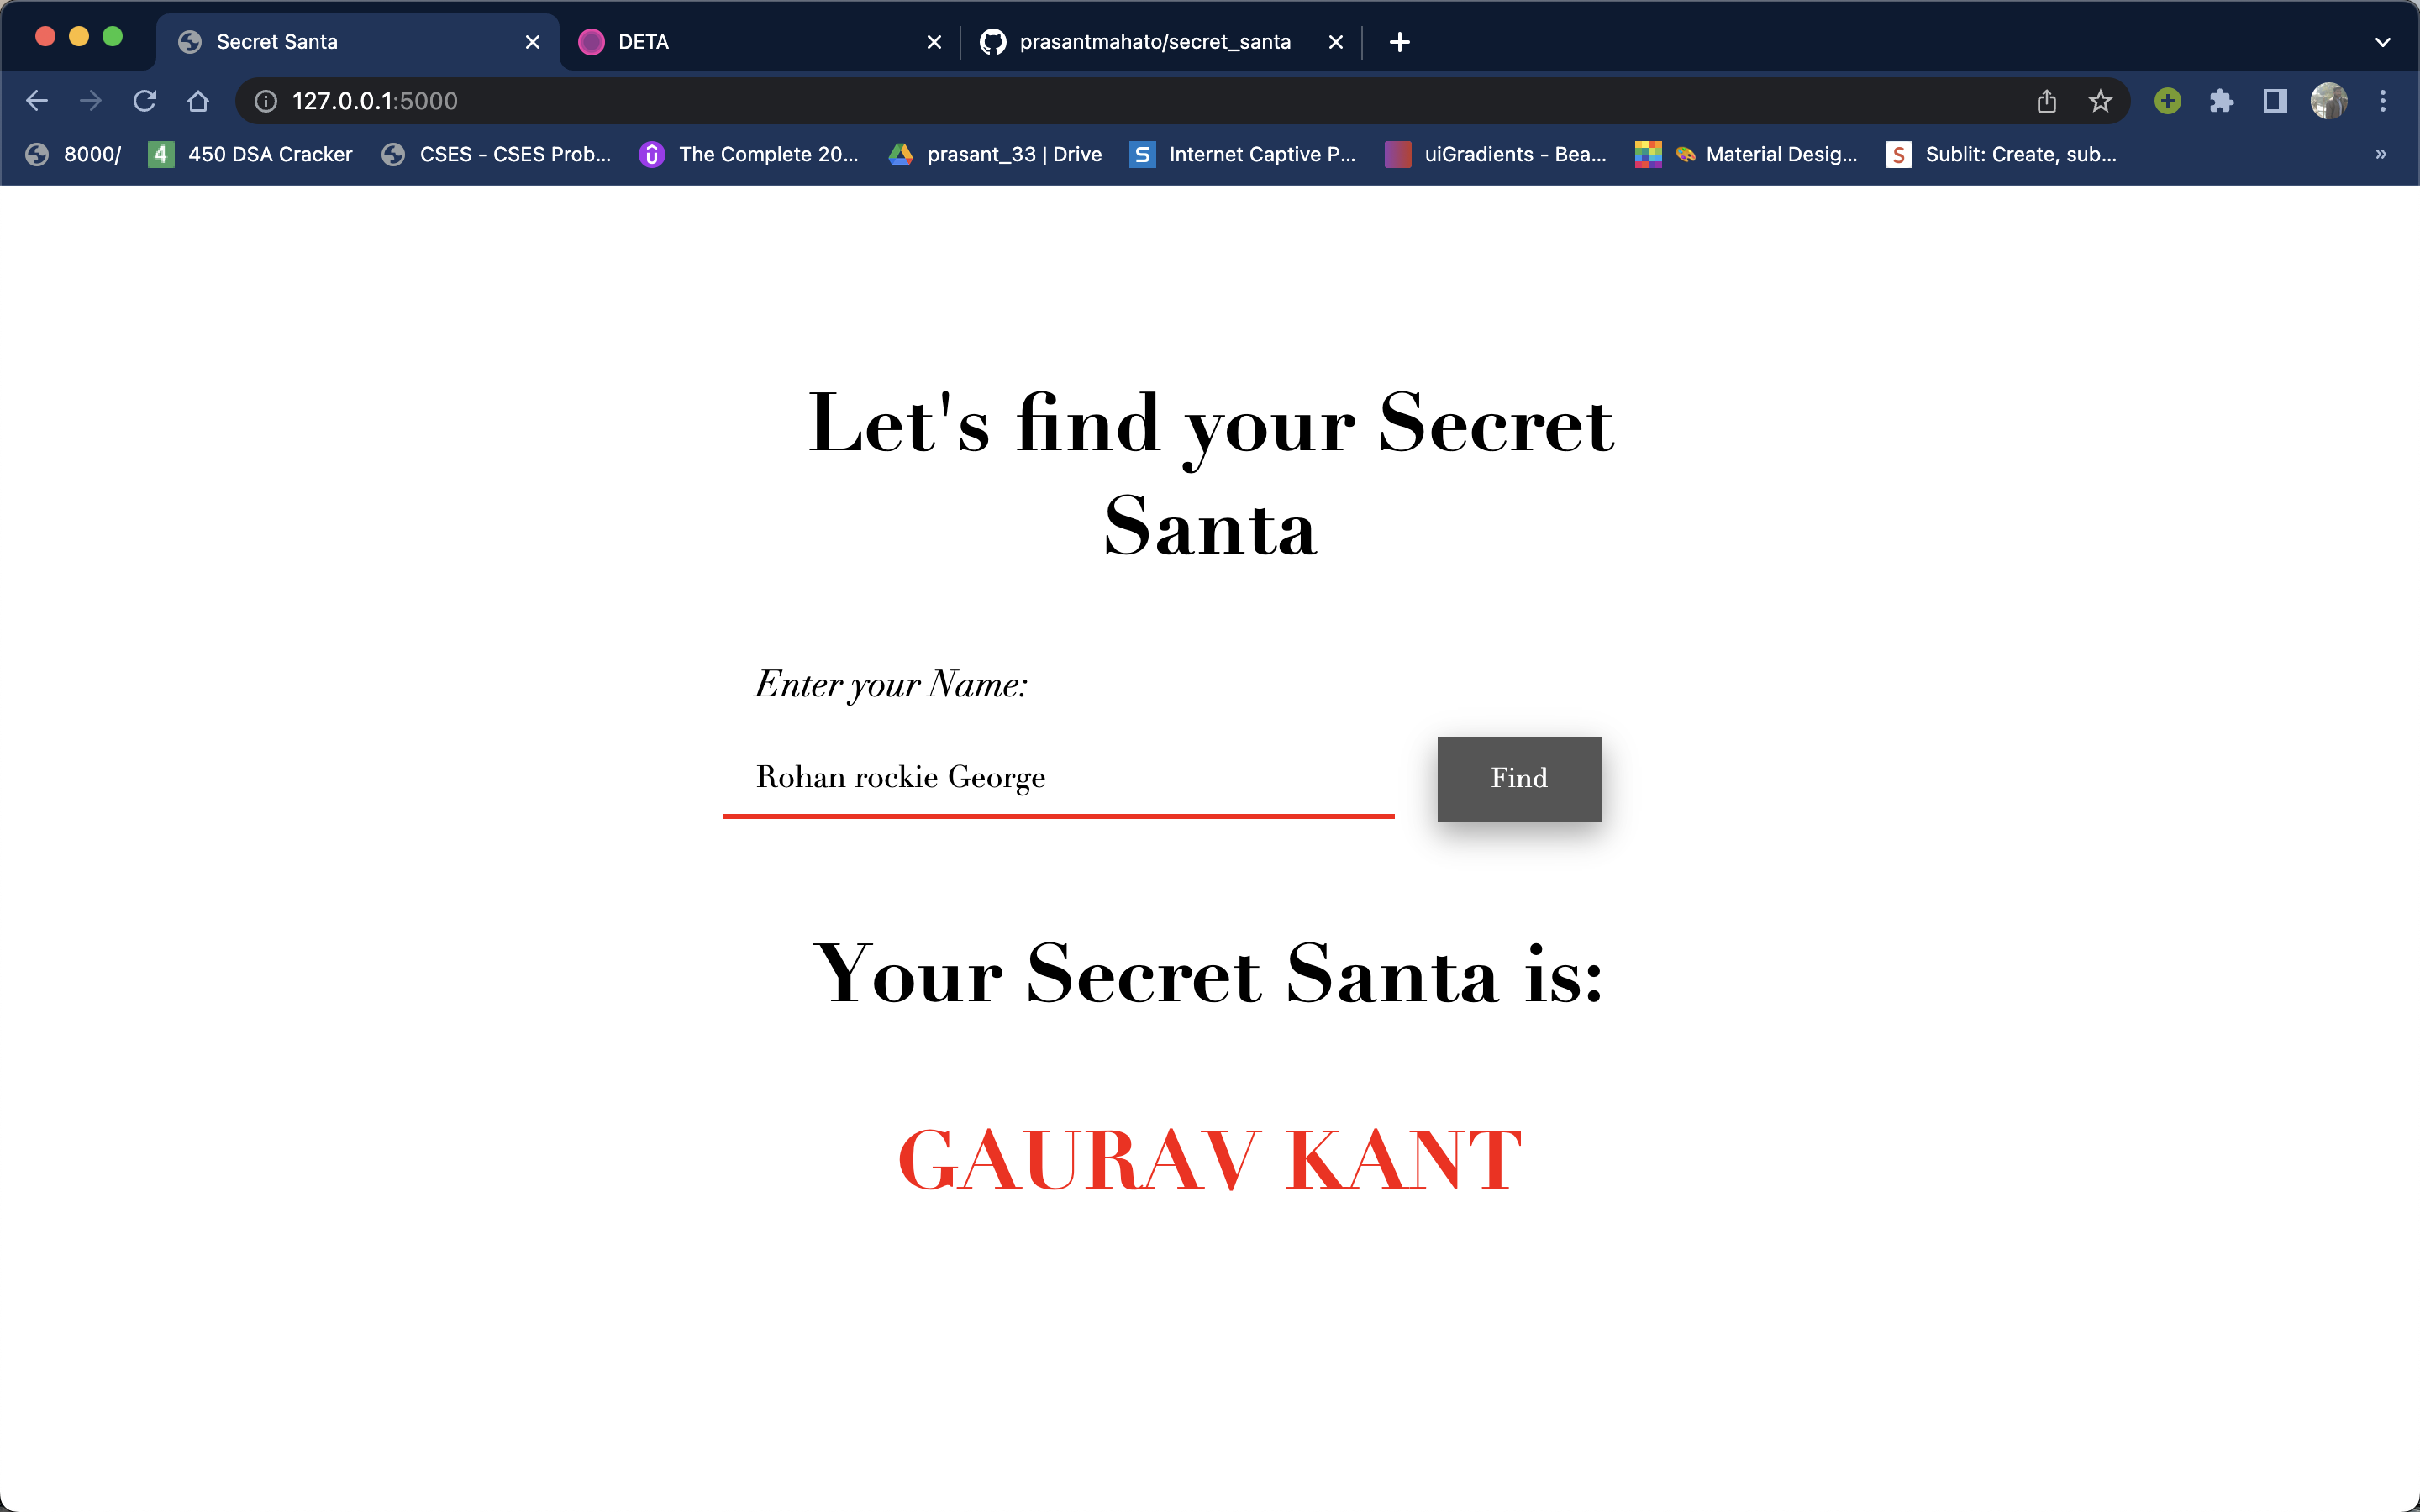 Secret Santa
DETA
prasantmahato/secret_santa
127.0.0.1:5000
8000/
4 450 DSA Cracker
CSES - CSES Prob...
The Complete 20...
prasant_33 | Drive
S Internet Captive P...
uiGradients - Bea...
Material Desig...
S Sublit: Create, sub...
Let's find your Secret
Santa
Enter your Name:
Rohan rockie George
Find
Your Secret Santa is:
GAURAV KANT